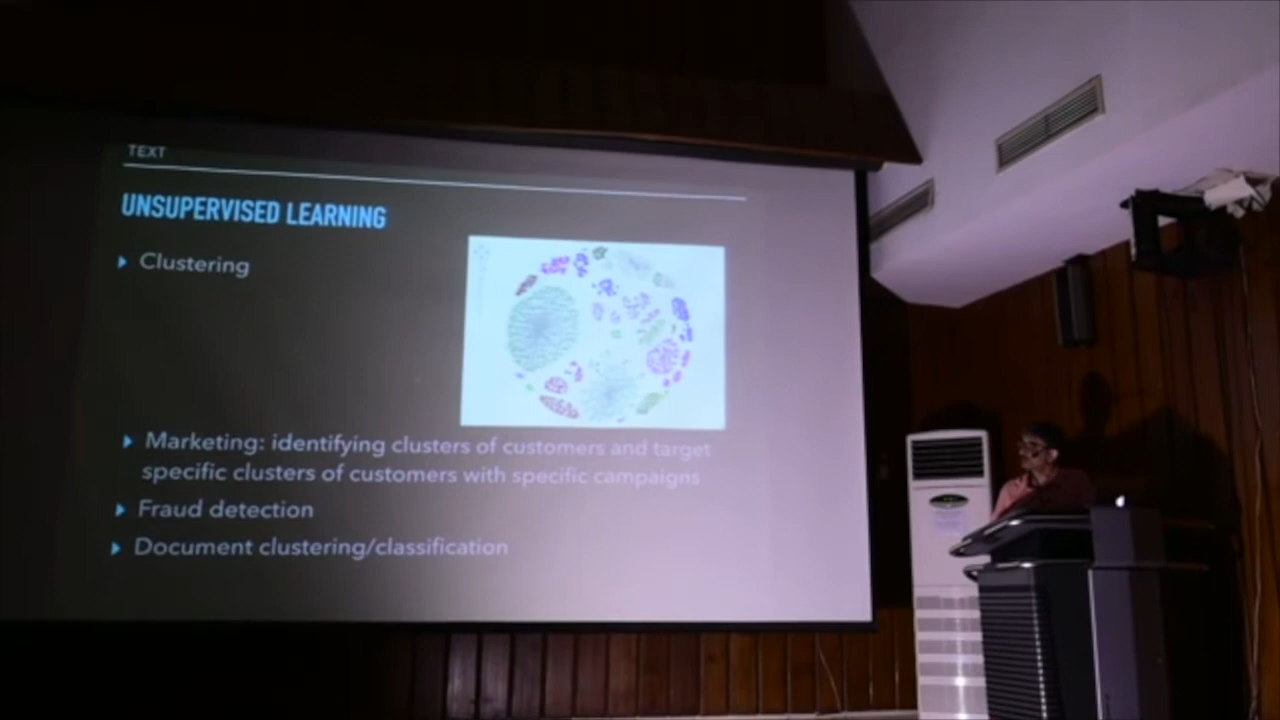 TEXT
UNSUPERVISED LEARNING
Clustering
Marketing: identifying clusters of customers and target
specific clusters of customers with specific campaigns
Fraud detection
Document clustering/classification